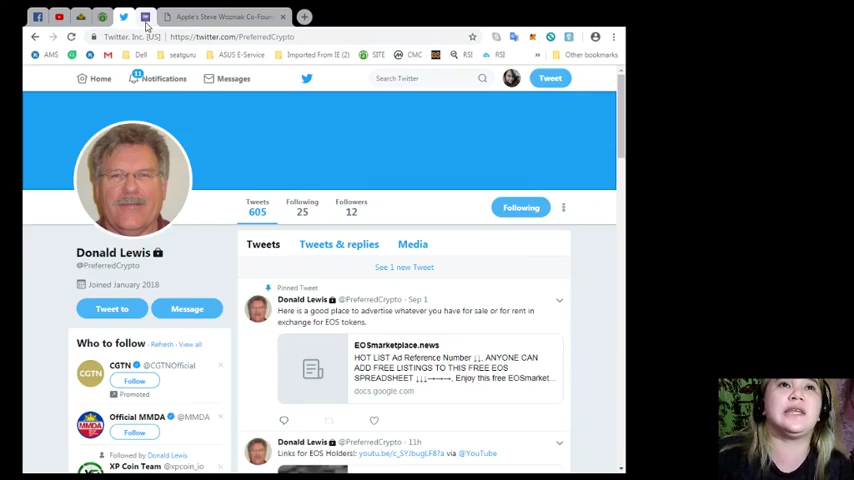 Apple's Steve Wozniak Co-Foun
Twitter, Inc. [US] https://twitter.com/PreferredCrypto
AMS Dell seatguru ASUS E-Service Imported From IE (2) SITE CMC RSIQ RSI Other bookmarks
Home Notifications Messages Search Twitter Tweet
11
Tweets Following Followers
605 25 12 Following
Donald Lewis
@PreferredCrypto
Joined January 2018
Tweet to Message
Tweets Tweets & replies Media
See 1 new Tweet
Pinned Tweet
Donald Lewis @PreferredCrypto · Sep 1
Here is a good place to advertise whatever you have for sale or for rent in
exchange for EOS tokens.
EOSmarketplace.news
HOT LIST Ad Reference Number ↓↓. ANYONE CAN
ADD FREE LISTINGS TO THIS FREE EOS
SPREADSHEET ↓↓↓→→→, Enjoy this free EOSmarket...
docs.google.com
Donald Lewis @PreferredCrypto · 11h
Links for EOS Holders!: youtu.be/c_SYJbugLF8?a via @YouTube
Who to follow · Refresh · View all
CGTN @CGTNOfficial
CGTN
Follow
Promoted
Official MMDA @MMDA
MMDA
Follow
Followed by Donald Lewis
XP Coin Team @xpcoin_io